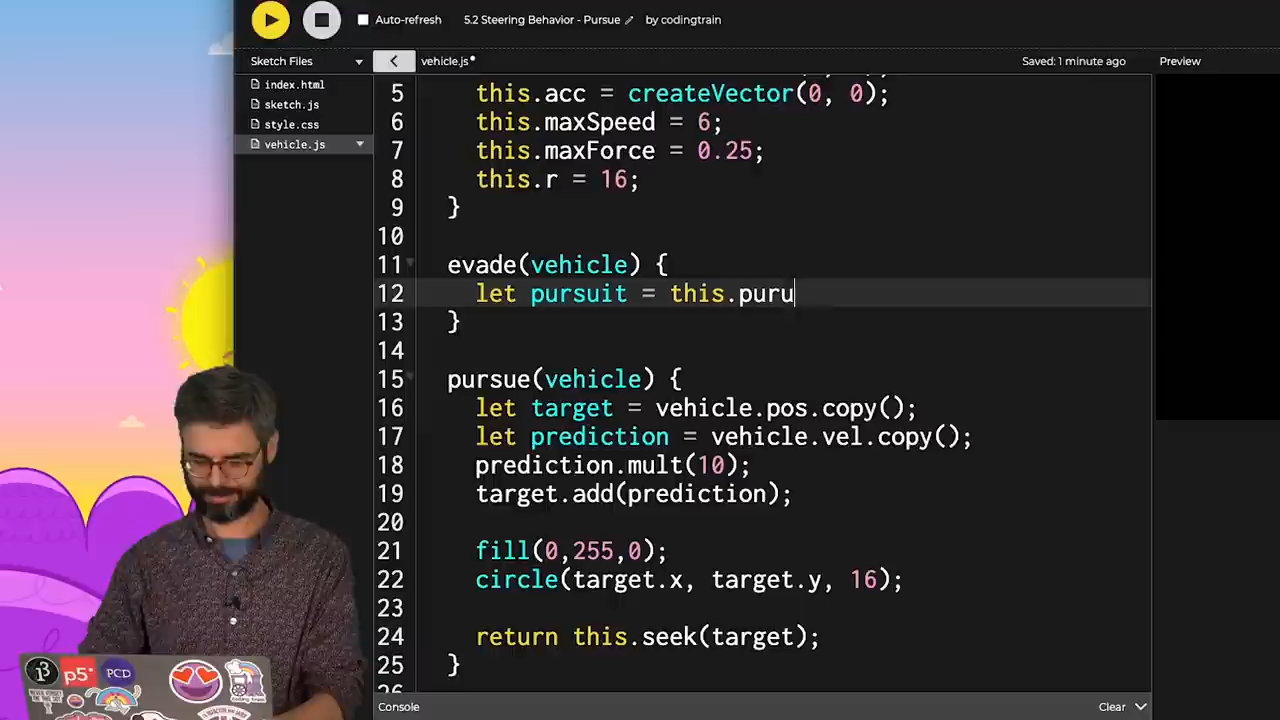 Auto-refresh
5.2 Steering Behavior - Pursue
by codingtrain
Sketch Files
vehicle.js•
Saved: 1 minute ago
Preview
index.html
sketch.js
style.css
vehicle.js
5 this.acc = createVector(0, 0);
6 this.maxSpeed = 6;
7 this.maxForce = 0.25;
8 this.r = 16;
9 }
10
11 evade(vehicle) {
12 let pursuit = this.puru
13 }
14
15 pursue(vehicle) {
16 let target = vehicle.pos.copy();
17 let prediction = vehicle.vel.copy();
18 prediction.mult(10);
19 target.add(prediction);
20
21 fill(0,255,0);
22 circle(target.x, target.y, 16);
23
24 return this.seek(target);
25 }
Console
Clear
p5*
PCD